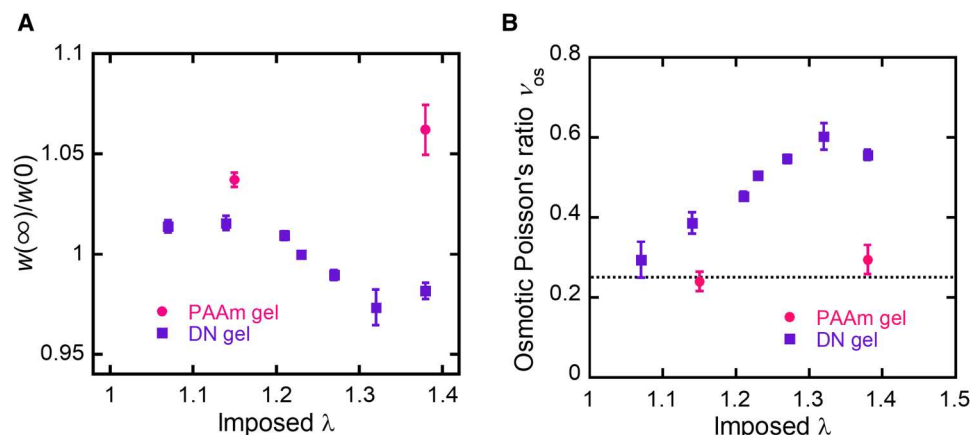 A
1.1
1.05
1
0.95
w(∞)/w(0)
PAAm gel
DN gel
1
1.1
1.2
1.3
1.4
Imposed λ
B
0.8
0.6
0.4
0.2
0
Osmotic Poisson's ratio ν_os
PAAm gel
DN gel
1
1.1
1.2
1.3
1.4
1.5
Imposed λ